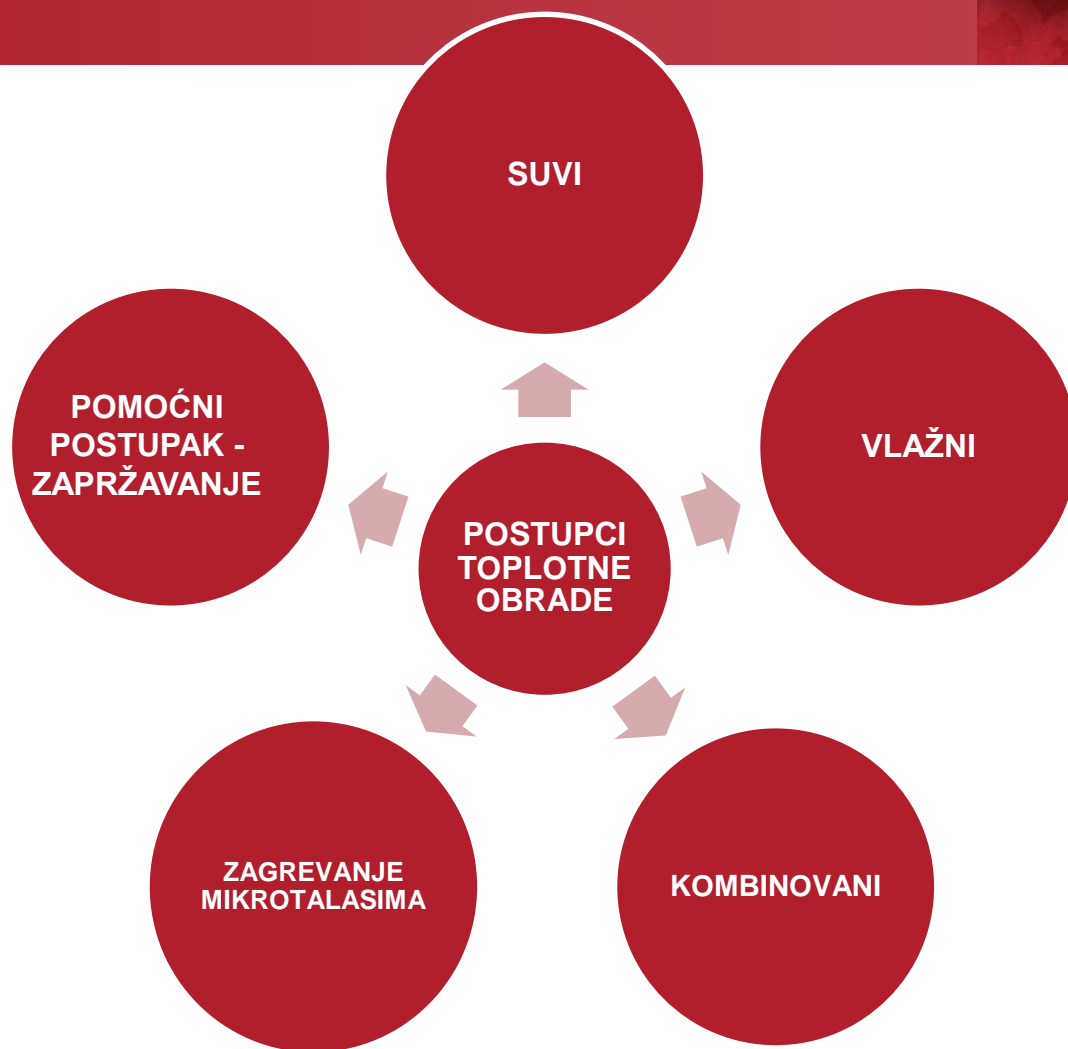 SUVI
POMOĆNI
POSTUPAK -
ZAPRŽAVANJE
VLAŽNI
POSTUPCI
TOPLOTNE
OBRADE
ZAGREVANJE
MIKROTALASIMA
KOMBINOVANI